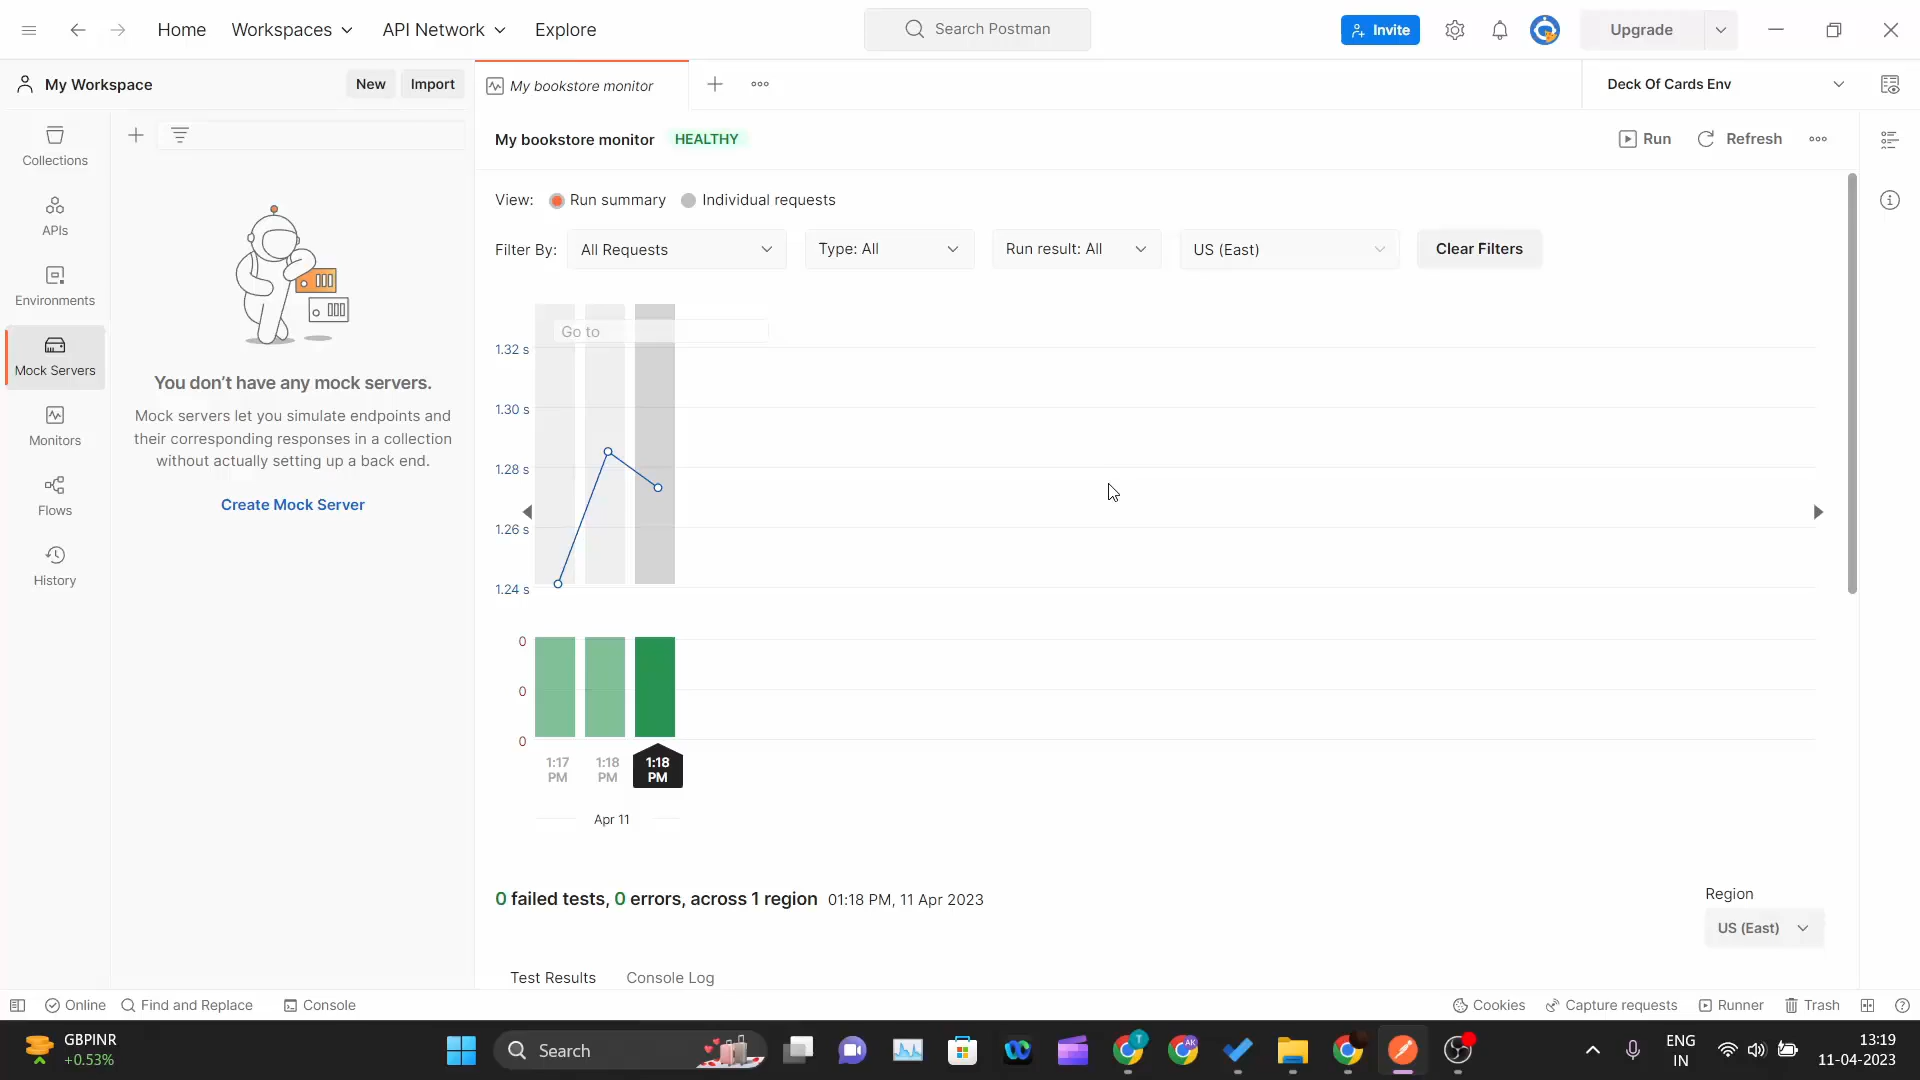 Home Workspaces API Network Explore Search Postman Invite Upgrade
My Workspace New Import My bookstore monitor Deck Of Cards Env
My bookstore monitor HEALTHY Run Refresh
Collections
APIs
Environments
Mock Servers
Monitors
Flows
History
You don't have any mock servers.
Mock servers let you simulate endpoints and
their corresponding responses in a collection
without actually setting up a back end.
Create Mock Server
View: Run summary Individual requests
Filter By: All Requests Type: All Run result: All US (East) Clear Filters
Go to
1.32 s
1.30 s
1.28 s
1.26 s
1.24 s
0
0
0
1:17 PM 1:18 PM 1:18 PM
Apr 11
0 failed tests, 0 errors, across 1 region 01:18 PM, 11 Apr 2023
Region
US (East)
Test Results Console Log
Online Find and Replace Console Cookies Capture requests Runner Trash
GBPINR
+0.53%
Search
ENG
IN
13:19
11-04-2023